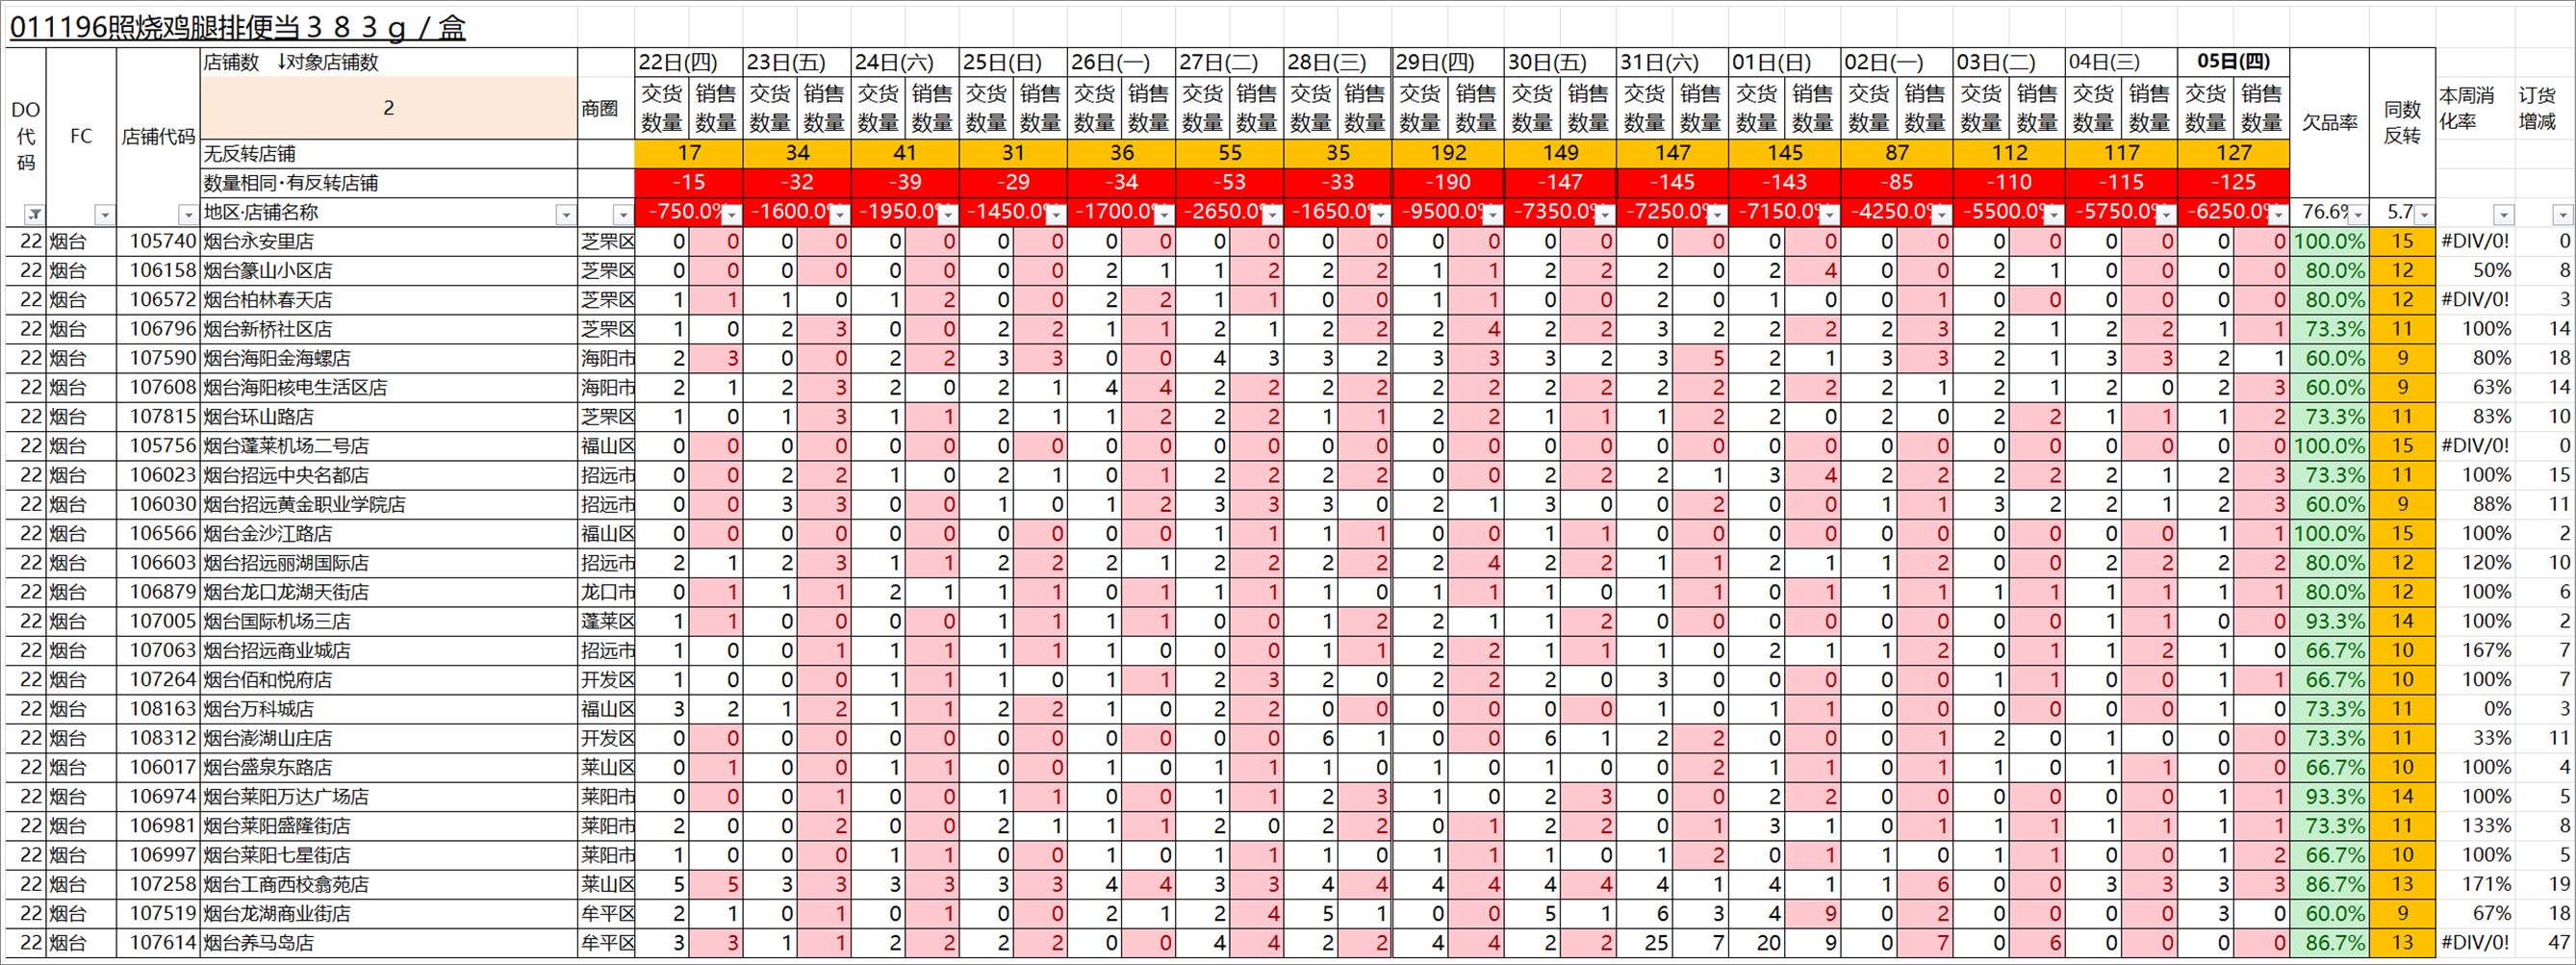 011196照烧鸡腿排便当３８３ｇ／盒
DO代码 FC 店铺代码 店铺数 ↓对象店铺数 商圈 22日(四) 23日(五) 24日(六) 25日(日) 26日(一) 27日(二) 28日(三) 29日(四) 30日(五) 31日(六) 01日(日) 02日(一) 03日(二) 04日(三) 05日(四) 欠品率 同数反转 本周消化率 订货增减
2 交货数量 销售数量 交货数量 销售数量 交货数量 销售数量 交货数量 销售数量 交货数量 销售数量 交货数量 销售数量 交货数量 销售数量 交货数量 销售数量 交货数量 销售数量 交货数量 销售数量 交货数量 销售数量 交货数量 销售数量 交货数量 销售数量 交货数量 销售数量 交货数量 销售数量
无反转店铺 17 34 41 31 36 55 35 192 149 147 145 87 112 117 127
数量相同·有反转店铺 -15 -32 -39 -29 -34 -53 -33 -190 -147 -145 -143 -85 -110 -115 -125
地区·店铺名称 -750.0% -1600.0% -1950.0% -1450.0% -1700.0% -2650.0% -1650.0% -9500.0% -7350.0% -7250.0% -7150.0% -4250.0% -5500.0% -5750.0% -6250.0% 76.6% 5.7
22 烟台 105740 烟台永安里店 芝罘区 0 0 0 0 0 0 0 0 0 0 0 0 0 0 0 0 0 0 0 0 0 0 0 0 0 0 0 0 0 0 100.0% 15 #DIV/0! 0
22 烟台 106158 烟台篆山小区店 芝罘区 0 0 0 0 0 0 0 0 2 1 1 2 2 2 1 1 2 2 2 0 2 4 0 0 2 1 0 0 0 0 80.0% 12 50% 8
22 烟台 106572 烟台柏林春天店 芝罘区 1 1 1 0 1 2 0 0 2 2 1 1 0 0 1 1 0 0 2 0 1 0 0 1 0 0 0 0 0 0 80.0% 12 #DIV/0! 3
22 烟台 106796 烟台新桥社区店 芝罘区 1 0 2 3 0 0 2 2 1 1 2 1 2 2 2 4 2 2 3 2 2 2 2 3 2 1 2 2 1 1 73.3% 11 100% 14
22 烟台 107590 烟台海阳金海螺店 海阳市 2 3 0 0 2 2 3 3 0 0 4 3 3 2 3 3 3 2 3 5 2 1 3 3 2 1 3 3 2 1 60.0% 9 80% 18
22 烟台 107608 烟台海阳核电生活区店 海阳市 2 1 2 3 2 0 2 1 4 4 2 2 2 2 2 2 2 2 2 2 2 2 2 1 2 1 2 0 2 3 60.0% 9 63% 14
22 烟台 107815 烟台环山路店 芝罘区 1 0 1 3 1 1 2 1 1 2 2 2 1 1 2 2 1 1 1 2 2 0 2 0 2 2 1 1 1 2 73.3% 11 83% 10
22 烟台 105756 烟台蓬莱机场二号店 福山区 0 0 0 0 0 0 0 0 0 0 0 0 0 0 0 0 0 0 0 0 0 0 0 0 0 0 0 0 0 0 100.0% 15 #DIV/0! 0
22 烟台 106023 烟台招远中央名都店 招远市 0 0 2 2 1 0 2 1 0 1 2 2 2 2 0 0 2 2 2 1 3 4 2 2 2 2 2 1 2 3 73.3% 11 100% 15
22 烟台 106030 烟台招远黄金职业学院店 招远市 0 0 3 3 0 0 1 0 1 2 3 3 3 0 2 1 3 0 0 2 0 0 1 1 3 2 2 1 2 3 60.0% 9 88% 11
22 烟台 106566 烟台金沙江路店 福山区 0 0 0 0 0 0 0 0 0 0 1 1 1 1 0 0 1 1 0 0 0 0 0 0 0 0 0 0 1 1 100.0% 15 100% 2
22 烟台 106603 烟台招远丽湖国际店 招远市 2 1 2 3 1 1 2 2 2 1 2 2 2 2 2 4 2 2 1 1 2 1 1 2 0 0 2 2 2 2 80.0% 12 120% 10
22 烟台 106879 烟台龙口龙湖天街店 龙口市 0 1 1 1 2 1 1 1 0 1 1 1 1 0 1 1 1 0 1 1 0 1 1 1 1 1 1 1 1 1 80.0% 12 100% 6
22 烟台 107005 烟台国际机场三店 蓬莱区 1 1 0 0 0 0 1 1 1 1 0 0 1 2 2 1 1 2 0 0 0 0 0 0 0 0 1 1 0 0 93.3% 14 100% 2
22 烟台 107063 烟台招远商业城店 招远市 1 0 0 1 1 1 1 1 1 0 0 0 1 1 2 2 1 1 1 0 2 1 1 2 0 1 1 2 1 0 66.7% 10 167% 7
22 烟台 107264 烟台佰和悦府店 开发区 1 0 0 0 1 1 1 0 1 1 2 3 2 0 2 2 2 0 3 0 0 0 0 0 1 1 0 0 1 1 66.7% 10 100% 7
22 烟台 108163 烟台万科城店 福山区 3 2 1 2 1 1 2 2 1 0 2 2 0 0 0 0 0 0 1 0 1 1 0 0 0 0 0 0 1 0 73.3% 11 0% 3
22 烟台 108312 烟台澎湖山庄店 开发区 0 0 0 0 0 0 0 0 0 0 0 0 6 1 0 0 6 1 2 2 0 0 0 1 2 0 1 0 0 0 73.3% 11 33% 11
22 烟台 106017 烟台盛泉东路店 莱山区 0 1 0 0 1 1 0 0 1 0 1 1 1 0 1 0 1 0 0 2 1 1 0 1 1 0 1 1 0 0 66.7% 10 100% 4
22 烟台 106974 烟台莱阳万达广场店 莱阳市 0 0 0 1 0 0 1 1 0 0 1 1 2 3 1 0 2 3 0 0 2 2 0 0 0 0 0 0 1 1 93.3% 14 100% 5
22 烟台 106981 烟台莱阳盛隆街店 莱阳市 2 0 0 2 0 0 2 1 1 1 2 0 2 2 0 1 2 2 0 1 3 1 0 1 1 1 1 1 1 1 73.3% 11 133% 8
22 烟台 106997 烟台莱阳七星街店 莱阳市 1 0 0 0 1 1 0 0 1 0 1 1 1 0 1 1 1 0 1 2 0 1 1 0 1 1 0 0 1 2 66.7% 10 100% 5
22 烟台 107258 烟台工商西校翕苑店 莱山区 5 5 3 3 3 3 3 3 4 4 3 3 4 4 4 4 4 4 4 1 4 1 1 6 0 0 3 3 3 3 86.7% 13 171% 19
22 烟台 107519 烟台龙湖商业街店 牟平区 2 1 0 1 0 1 0 0 2 1 2 4 5 1 0 0 5 1 6 3 4 9 0 2 0 0 0 0 3 0 60.0% 9 67% 18
22 烟台 107614 烟台养马岛店 牟平区 3 3 1 1 2 2 2 2 0 0 4 4 2 2 4 4 2 2 25 7 20 9 0 7 0 6 0 0 0 0 86.7% 13 #DIV/0! 47